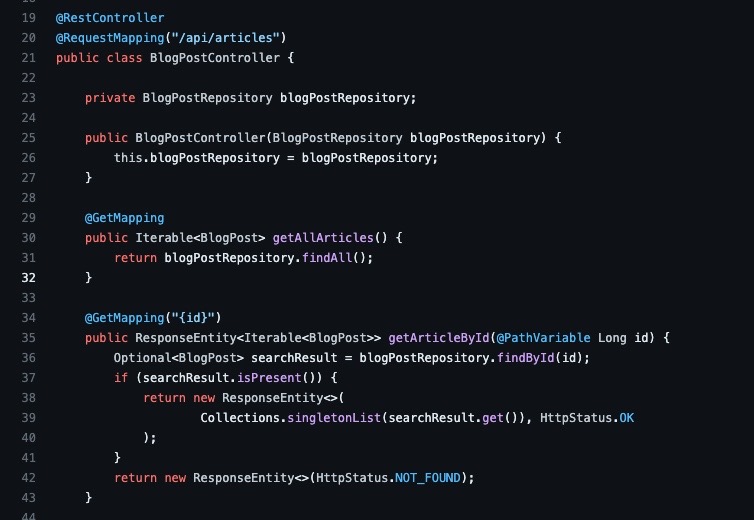 19 @RestController
20 @RequestMapping("/api/articles")
21 public class BlogPostController {
22
23     private BlogPostRepository blogPostRepository;
24
25     public BlogPostController(BlogPostRepository blogPostRepository) {
26         this.blogPostRepository = blogPostRepository;
27     }
28
29     @GetMapping
30     public Iterable<BlogPost> getAllArticles() {
31         return blogPostRepository.findAll();
32     }
33
34     @GetMapping("{id}")
35     public ResponseEntity<Iterable<BlogPost>> getArticleById(@PathVariable Long id) {
36         Optional<BlogPost> searchResult = blogPostRepository.findById(id);
37         if (searchResult.isPresent()) {
38             return new ResponseEntity<>(
39                     Collections.singletonList(searchResult.get()), HttpStatus.OK
40             );
41         }
42         return new ResponseEntity<>(HttpStatus.NOT_FOUND);
43     }
44